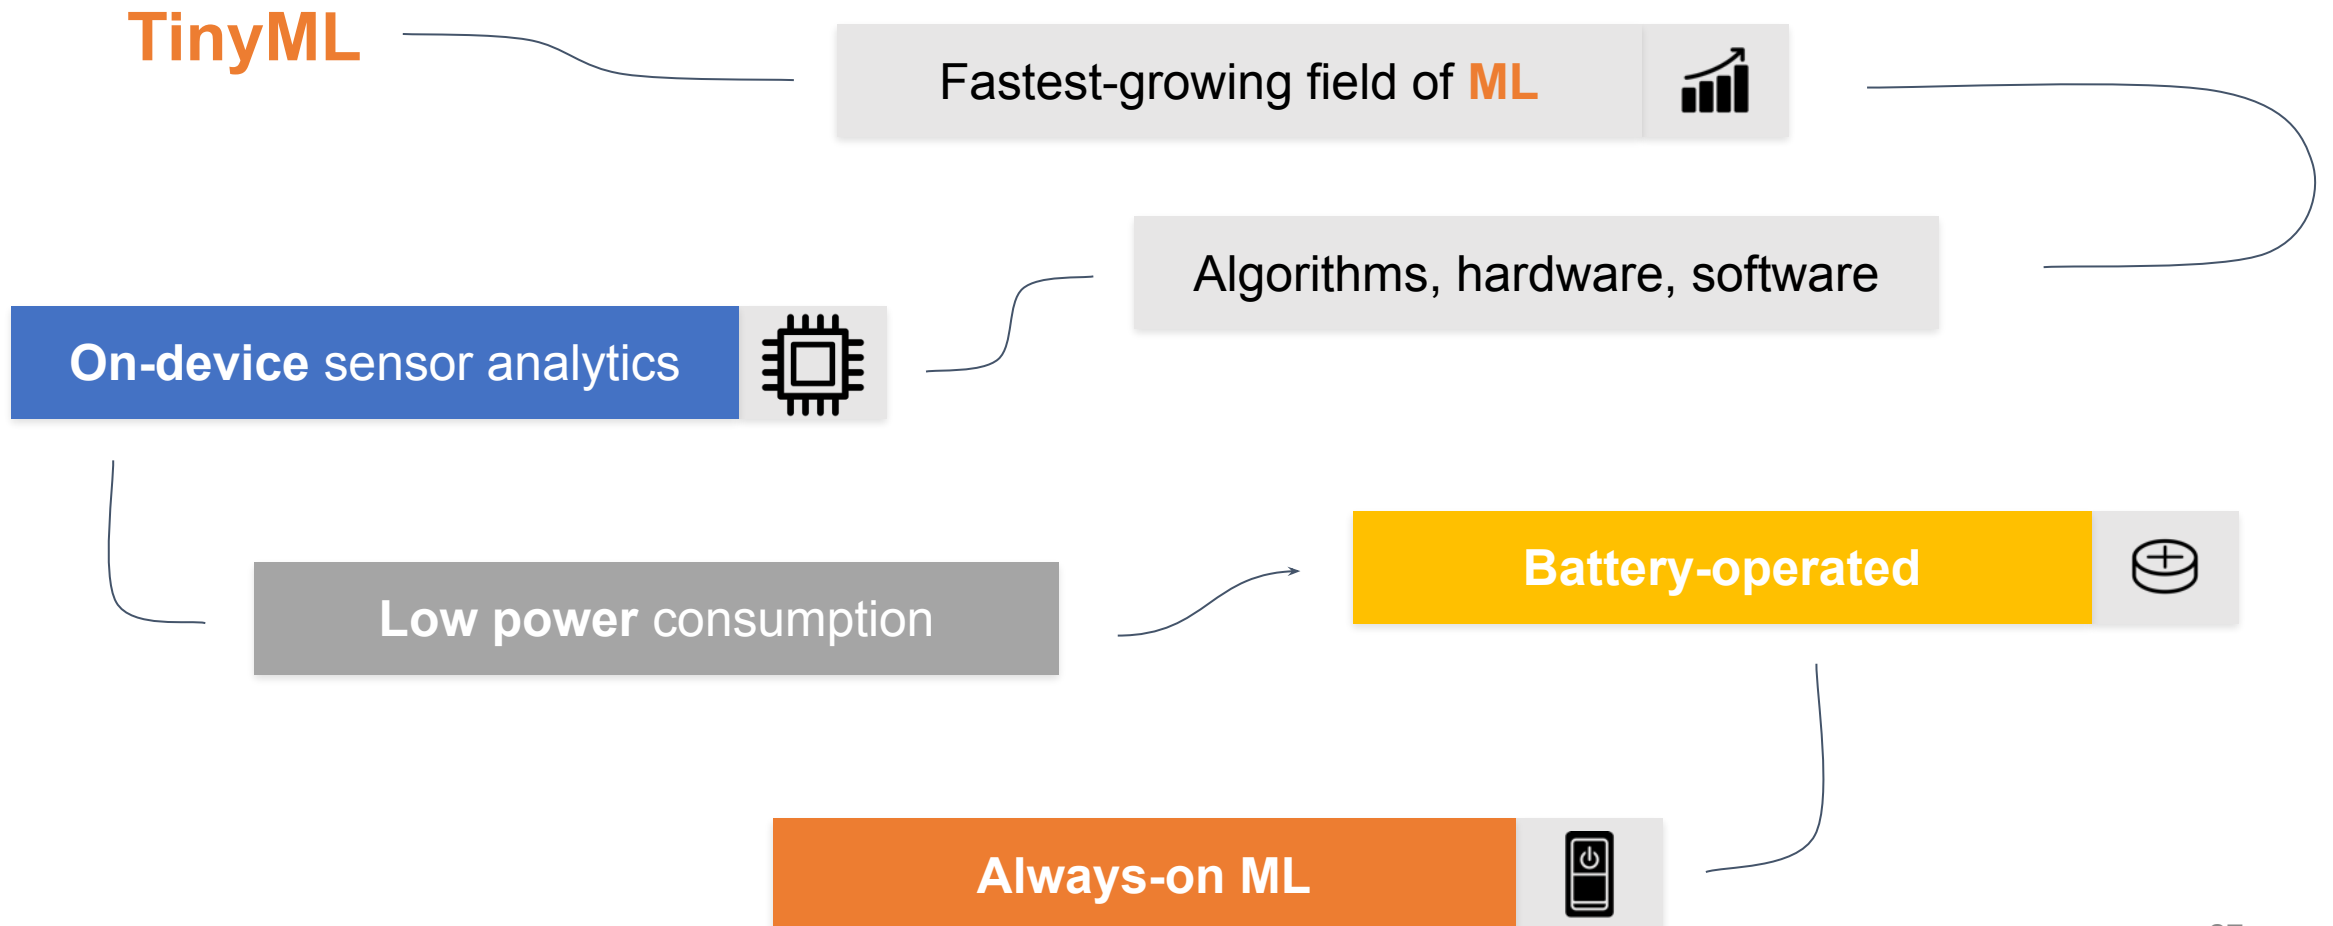 TinyML
Fastest-growing field of ML
Algorithms, hardware, software
On-device sensor analytics
Low power consumption
Battery-operated
Always-on ML